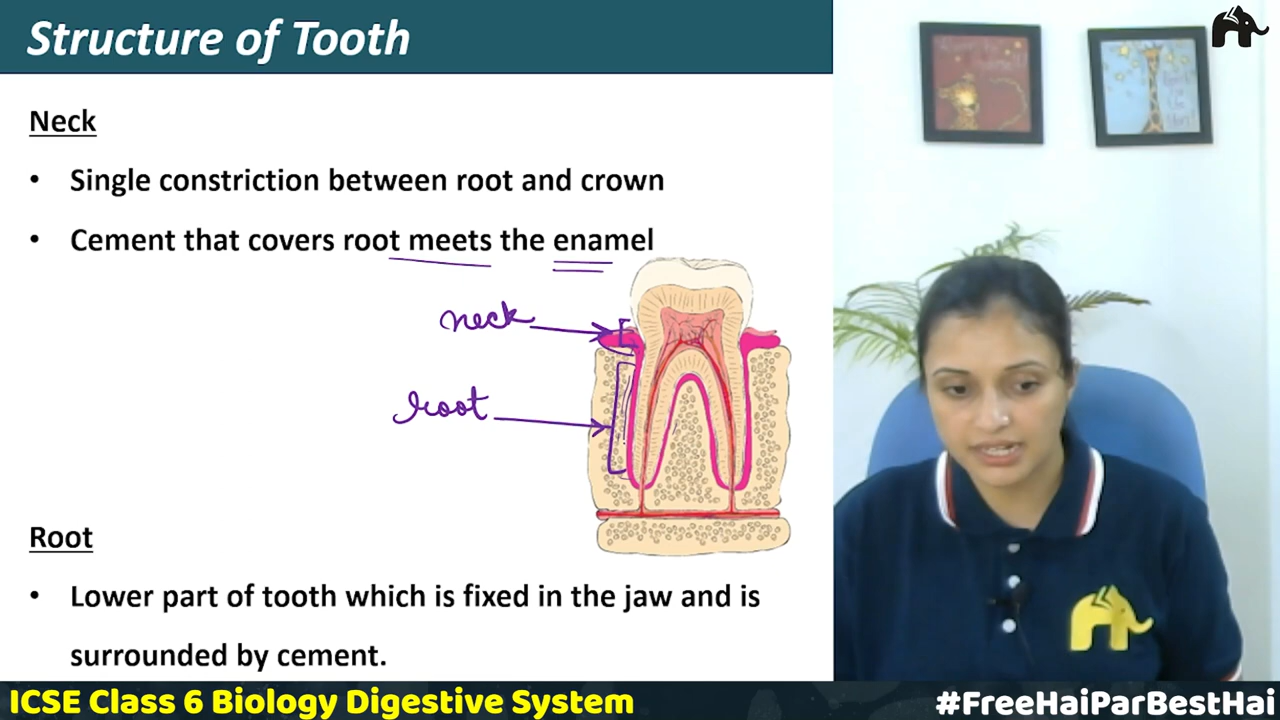 Structure of Tooth
Neck
• Single constriction between root and crown
• Cement that covers root meets the enamel
neck
root
Root
• Lower part of tooth which is fixed in the jaw and is
surrounded by cement.
ICSE Class 6 Biology Digestive System
#FreeHaiParBestHai